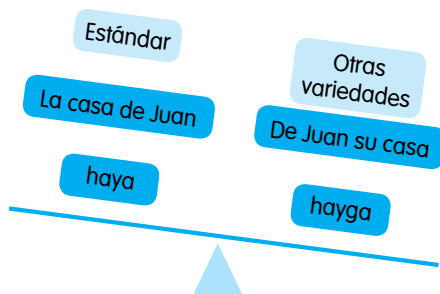 Estándar
La casa de Juan
haya
Otras
variedades
De Juan su casa
hayga